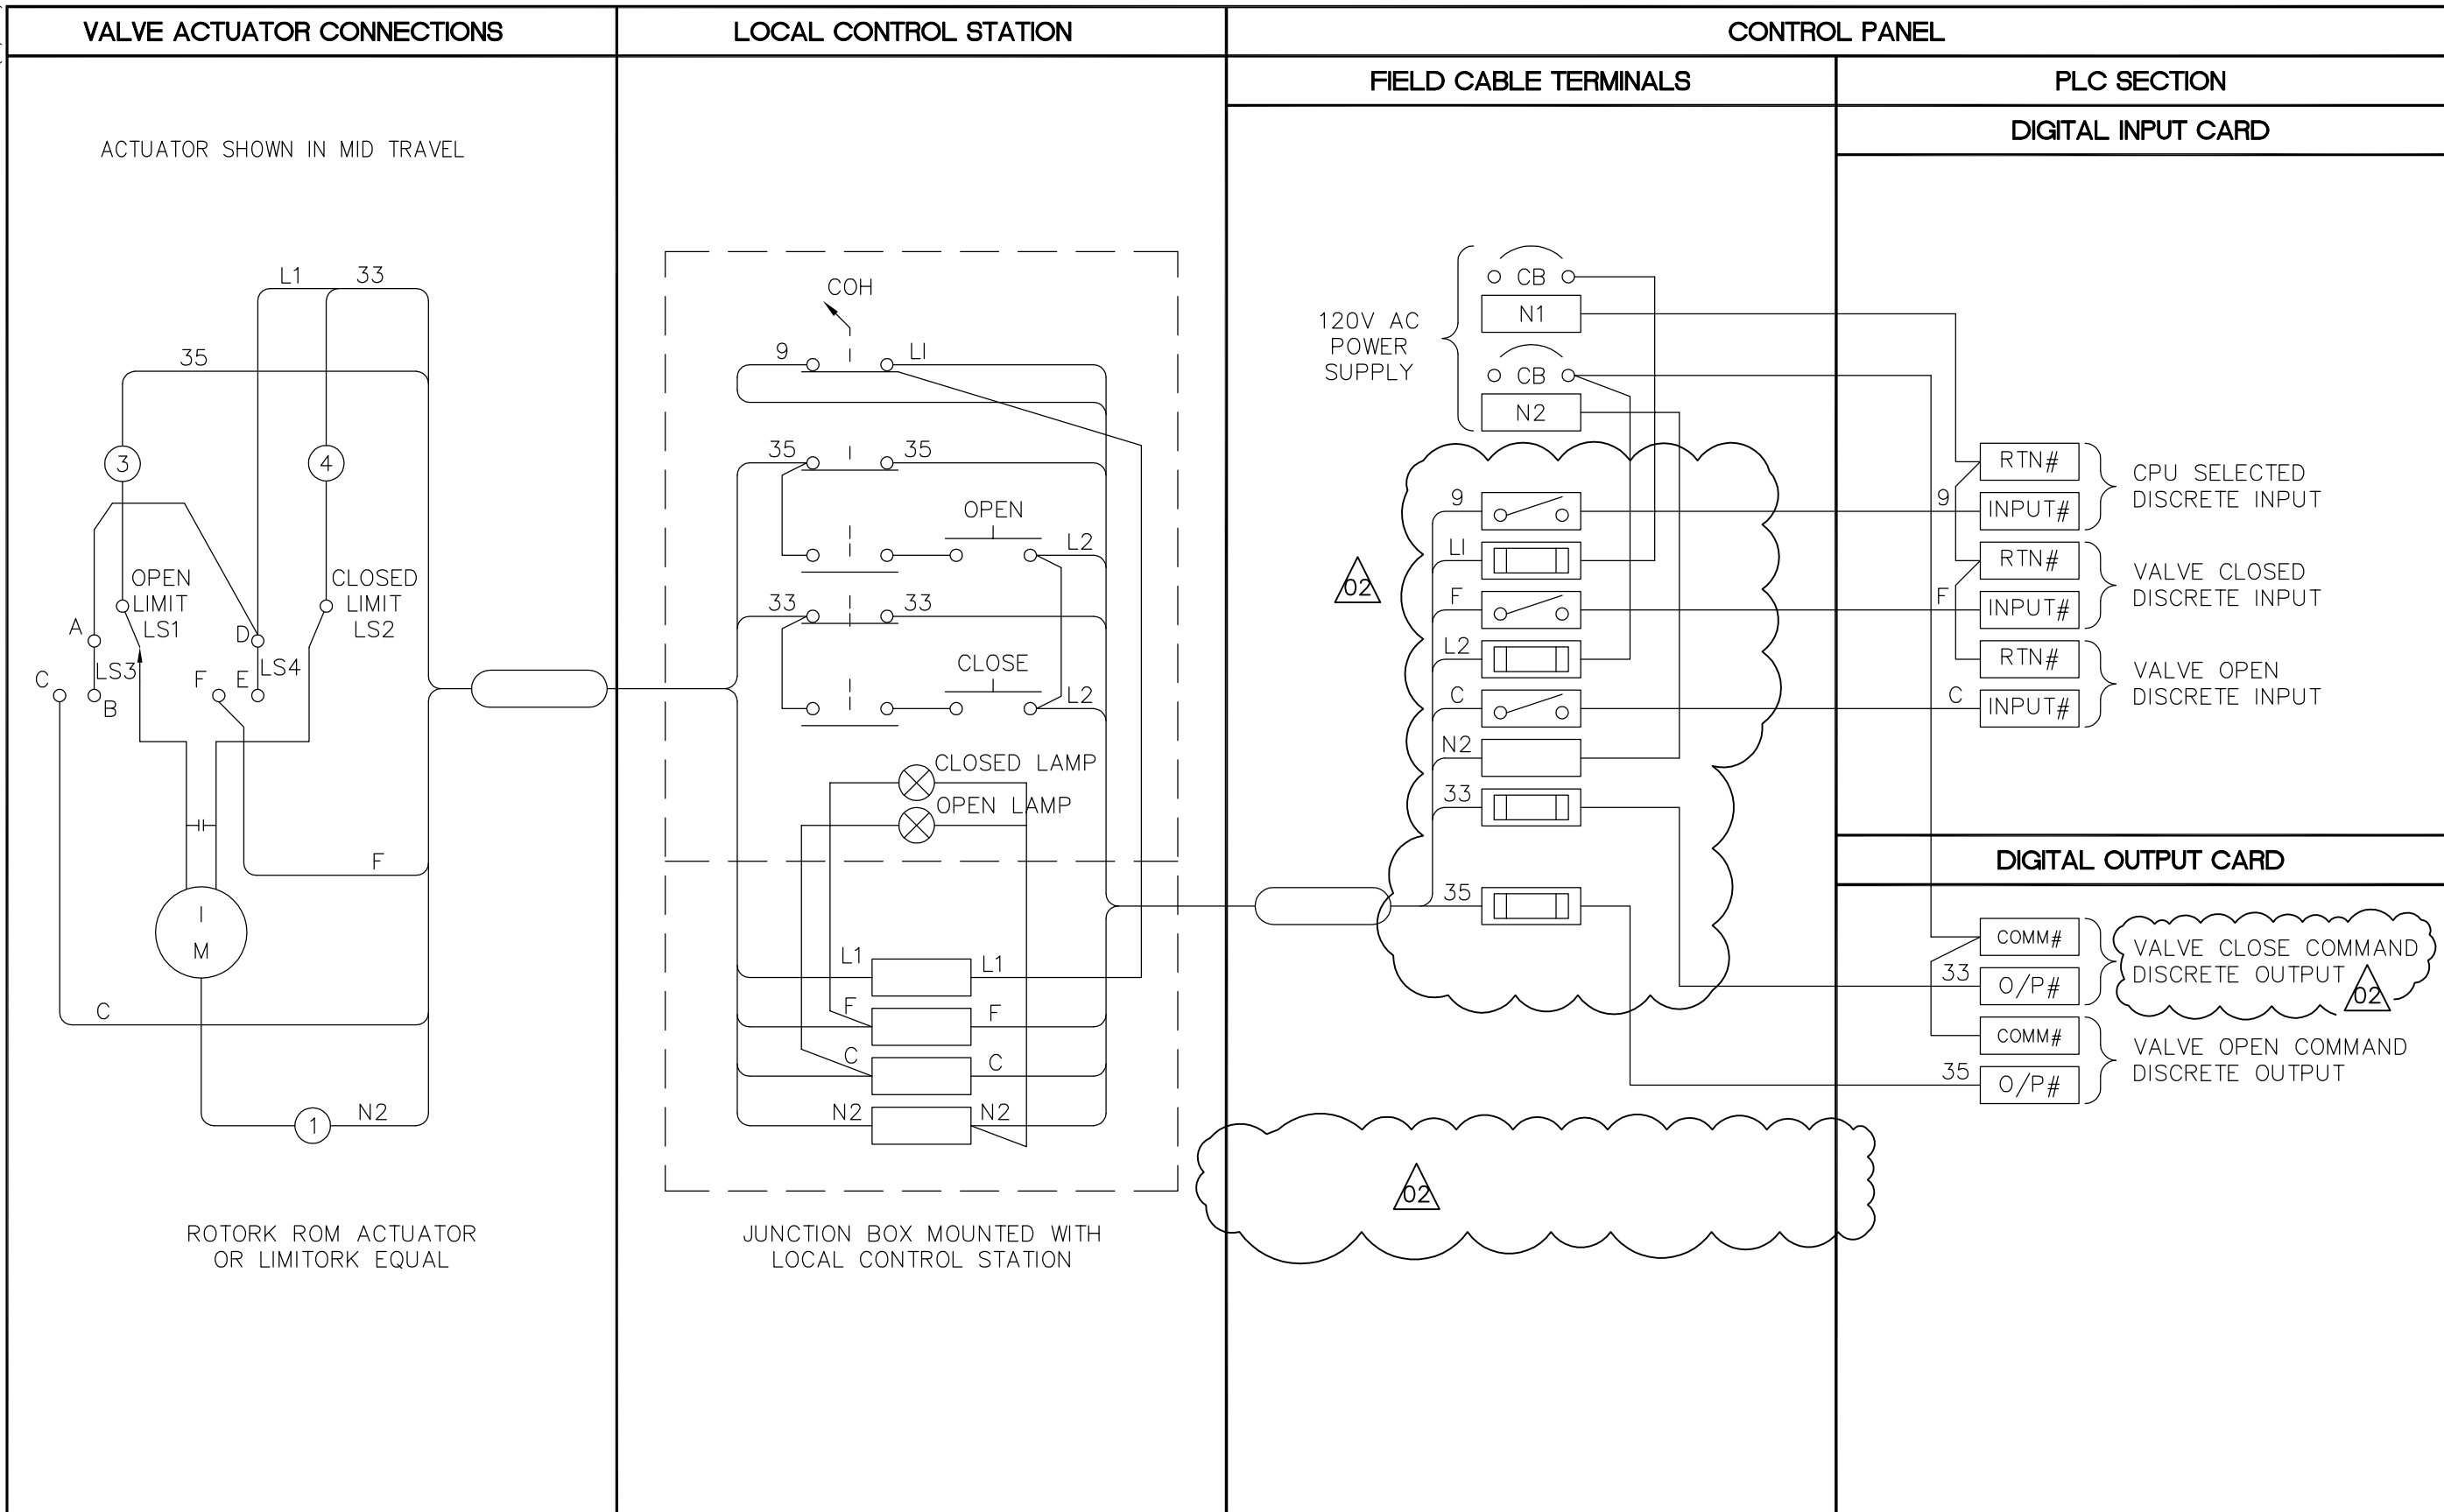 VALVE ACTUATOR CONNECTIONS
LOCAL CONTROL STATION
CONTROL PANEL
FIELD CABLE TERMINALS
PLC SECTION
DIGITAL INPUT CARD
ACTUATOR SHOWN IN MID TRAVEL
L1
33
35
3
4
OPEN
LIMIT
LS1
CLOSED
LIMIT
LS2
A
D
LS3
LS4
C
B
F
E
F
I
M
C
1
N2
ROTORK ROM ACTUATOR
OR LIMITORK EQUAL
COH
9
LI
35
35
OPEN
L2
33
33
CLOSE
L2
CLOSED LAMP
OPEN LAMP
L1
L1
F
F
C
C
N2
N2
JUNCTION BOX MOUNTED WITH
LOCAL CONTROL STATION
120V AC
POWER
SUPPLY
CB
N1
CB
N2
9
LI
02
F
L2
C
N2
33
35
02
RTN#
9
INPUT#
CPU SELECTED
DISCRETE INPUT
RTN#
F
INPUT#
VALVE CLOSED
DISCRETE INPUT
RTN#
C
INPUT#
VALVE OPEN
DISCRETE INPUT
DIGITAL OUTPUT CARD
COMM#
33
O/P#
VALVE CLOSE COMMAND
DISCRETE OUTPUT
02
COMM#
35
O/P#
VALVE OPEN COMMAND
DISCRETE OUTPUT